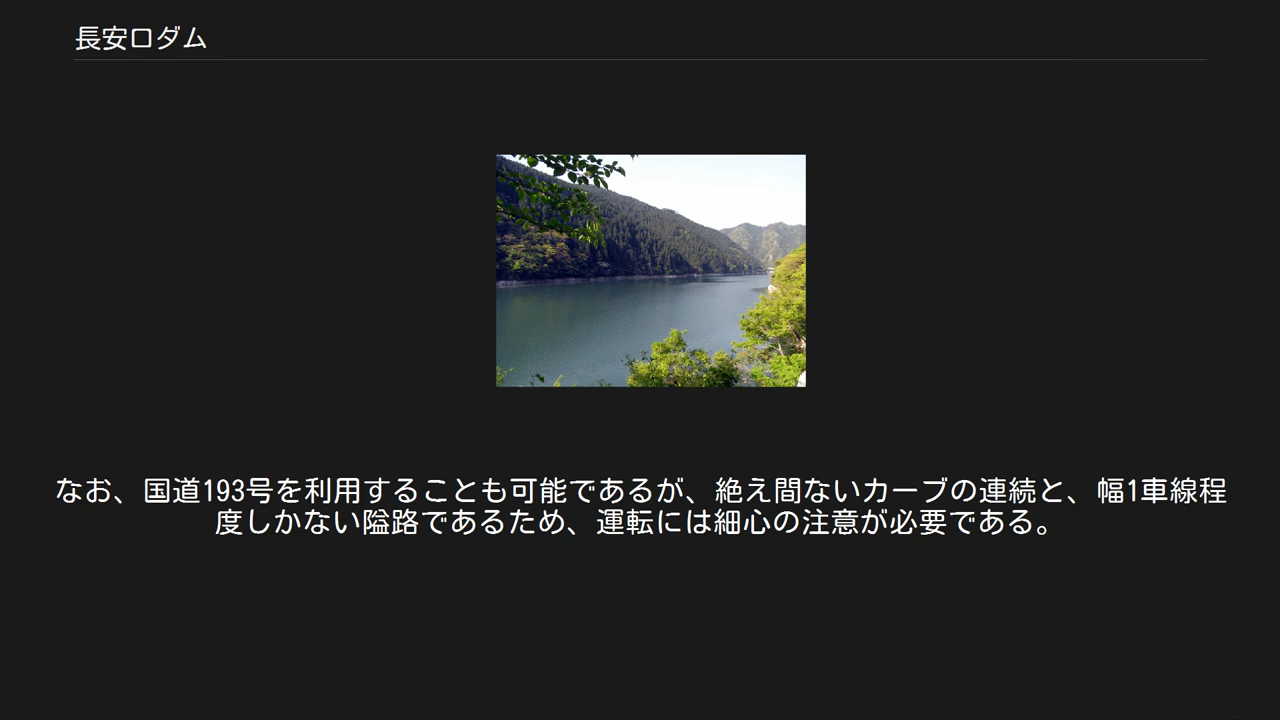 長安口ダム
なお、国道193号を利用することも可能であるが、絶え間ないカーブの連続と、幅1車線程
度しかない隘路であるため、運転には細心の注意が必要である。